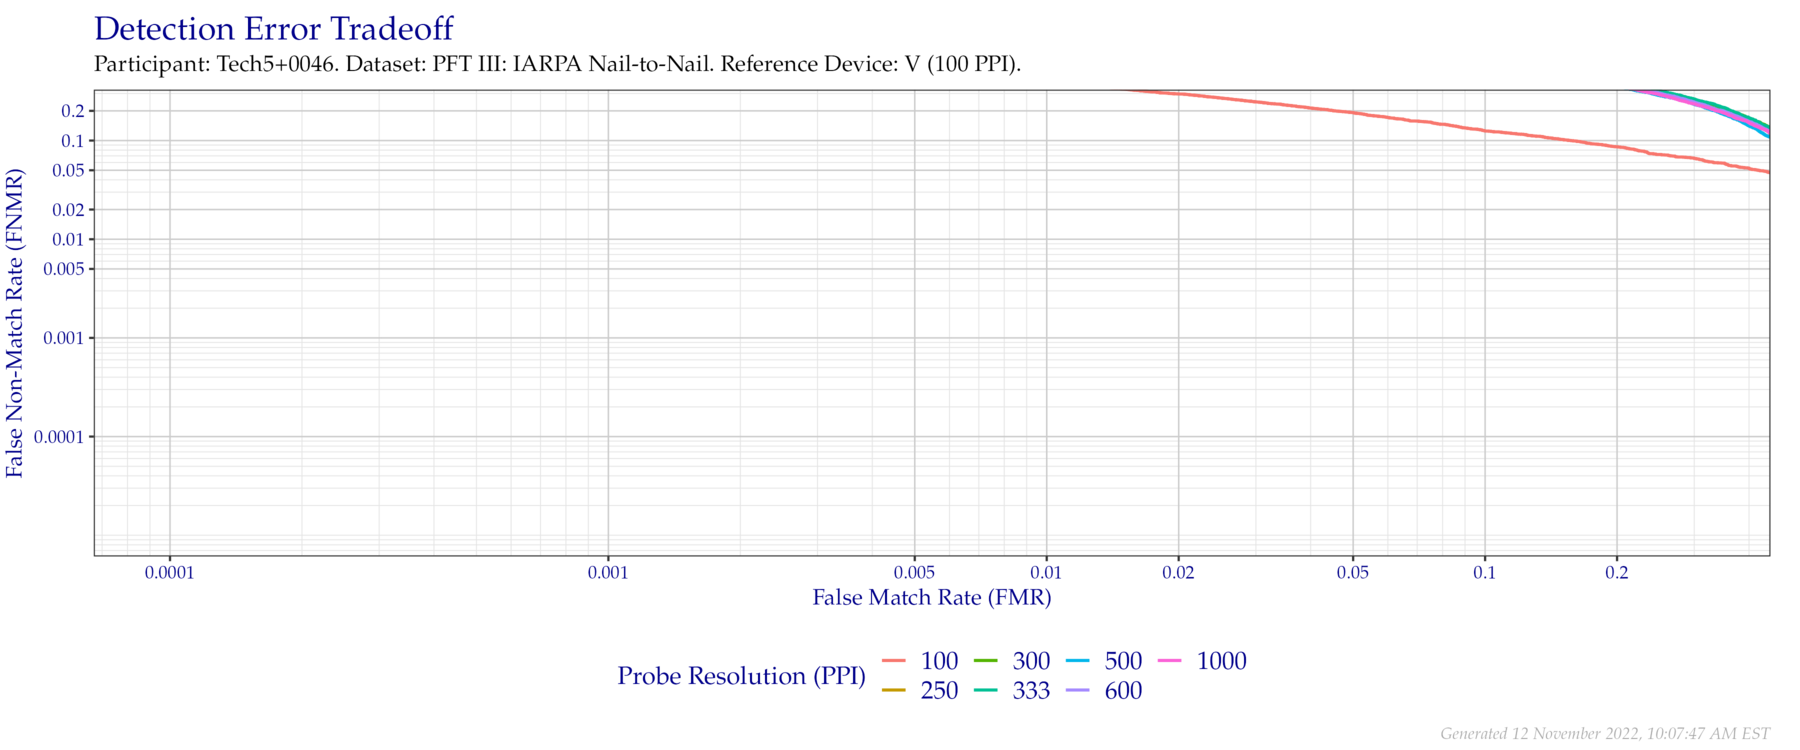 Detection Error Tradeoff
Participant: Tech5+0046. Dataset: PFT III: IARPA Nail-to-Nail. Reference Device: V (100 PPI).
False Non-Match Rate (FNMR)
0.2
0.1
0.05
0.02
0.01
0.005
0.001
0.0001
0.0001 0.001 0.005 0.01 0.02 0.05 0.1 0.2
False Match Rate (FMR)
Probe Resolution (PPI)
100 300 500 1000
250 333 600
Generated 12 November 2022, 10:07:47 AM EST